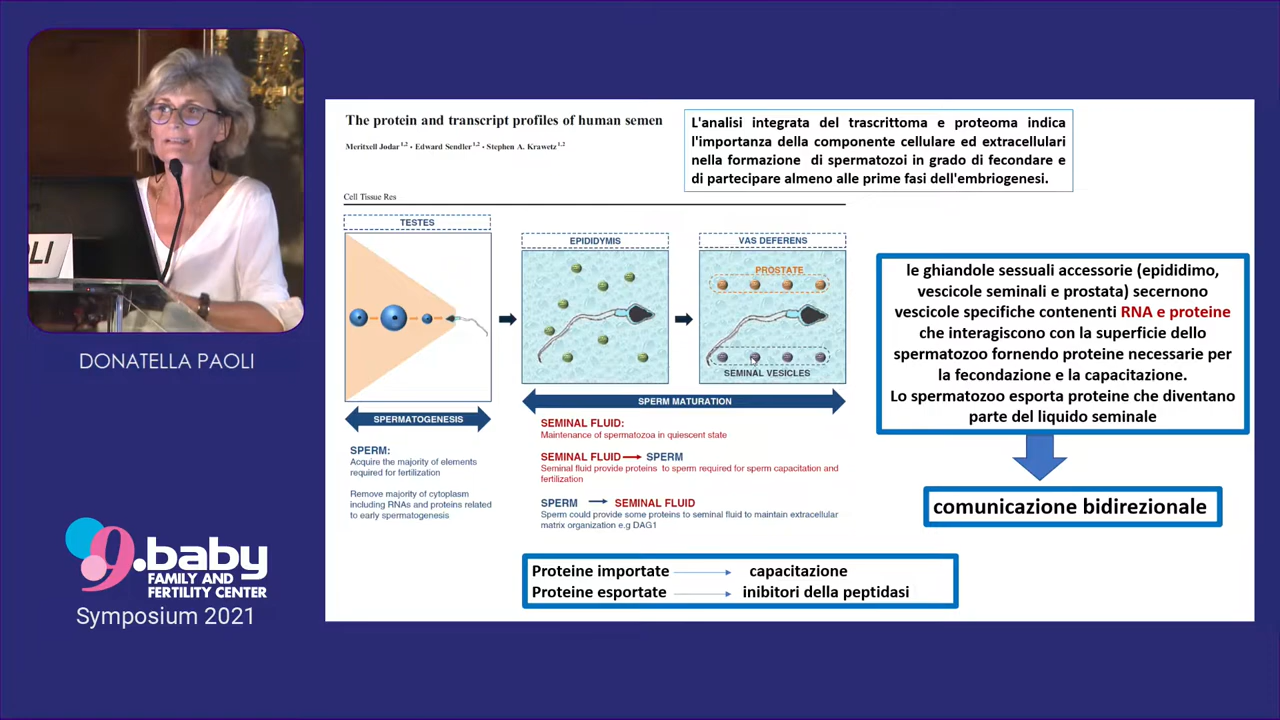 LI
DONATELLA PAOLI
9.baby
FAMILY AND
FERTILITY CENTER
Symposium 2021
The protein and transcript profiles of human semen
Meritxell Jodar1,2 • Edward Sendler1,2 • Stephen A. Krawetz1,2
L'analisi integrata del trascrittoma e proteoma indica
l'importanza della componente cellulare ed extracellulari
nella formazione di spermatozoi in grado di fecondare e
di partecipare almeno alle prime fasi dell'embriogenesi.
Cell Tissue Res
TESTES
EPIDIDYMIS
VAS DEFERENS
PROSTATE
SEMINAL VESICLES
SPERMATOGENESIS
SPERM MATURATION
SPERM:
Acquire the majority of elements
required for fertilization
Remove majority of cytoplasm
including RNAs and proteins related
to early spermatogenesis
SEMINAL FLUID:
Maintenance of spermatozoa in quiescent state
SEMINAL FLUID → SPERM
Seminal fluid provide proteins to sperm required for sperm capacitation and
fertilization
SPERM → SEMINAL FLUID
Sperm could provide some proteins to seminal fluid to maintain extracellular
matrix organization e.g DAG1
le ghiandole sessuali accessorie (epididimo,
vescicole seminali e prostata) secernono
vescicole specifiche contenenti RNA e proteine
che interagiscono con la superficie dello
spermatozoo fornendo proteine necessarie per
la fecondazione e la capacitazione.
Lo spermatozoo esporta proteine che diventano
parte del liquido seminale
comunicazione bidirezionale
Proteine importate → capacitazione
Proteine esportate → inibitori della peptidasi